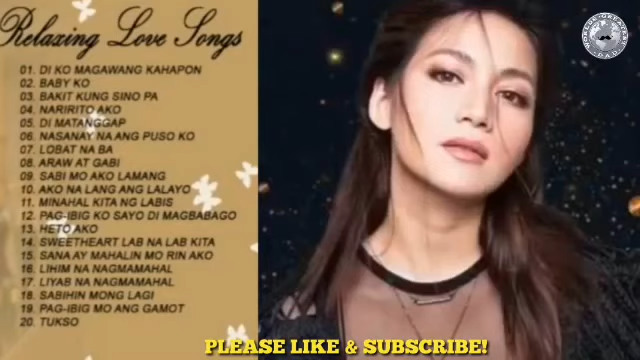 Relaxing Love Songs
01. DI KO MAGAWANG KAHAPON
02. BABY KO
03. BAKIT KUNG SINO PA
04. NARIRITO AKO
05. DI MATANGGAP
06. NASANAY NA ANG PUSO KO
07. LOBAT NA BA
08. ARAW AT GABI
09. SABI MO AKO LAMANG
10. AKO NA LANG ANG LALAYO
11. MINAHAL KITA NG LABIS
12. PAG-IBIG KO SAYO DI MAGBABAGO
13. HETO AKO
14. SWEETHEART LAB NA LAB KITA
15. SANA AY MAHALIN MO RIN AKO
16. LIHIM NA NAGMAMAHAL
17. LIYAB NA NAGMAMAHAL
18. SABIHIN MONG LAGI
19. PAG-IBIG MO ANG GAMOT
20. TUKSO
WORLDS GREATEST
DAD
PLEASE LIKE & SUBSCRIBE!